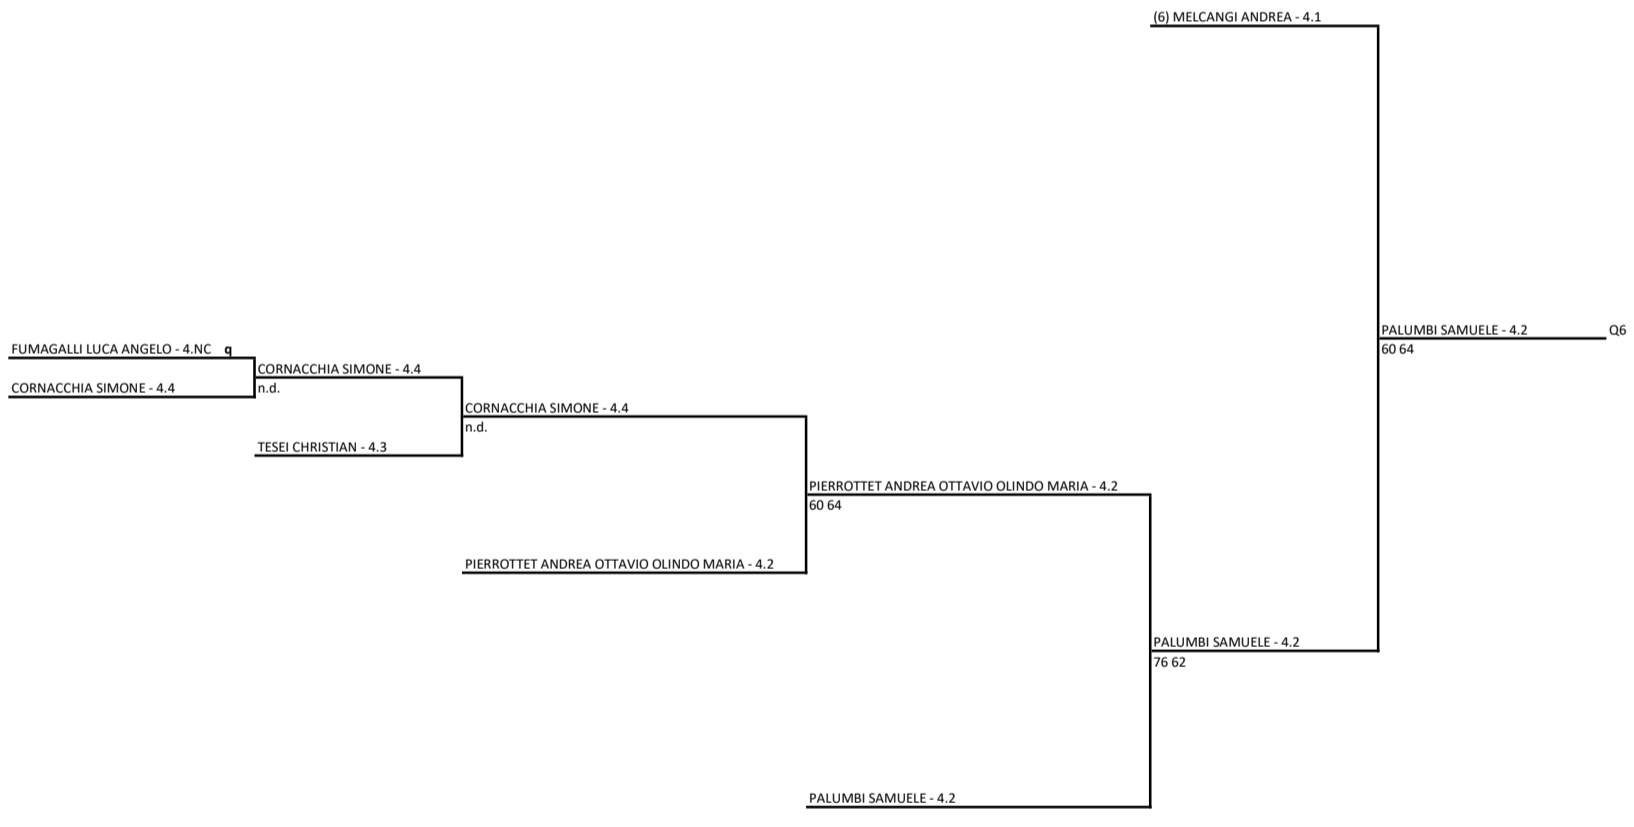 (6) MELCANGI ANDREA - 4.1
PALUMBI SAMUELE - 4.2 Q6
60 64
FUMAGALLI LUCA ANGELO - 4.NC q
CORNACCHIA SIMONE - 4.4
CORNACCHIA SIMONE - 4.4
n.d.
CORNACCHIA SIMONE - 4.4
n.d.
TESEI CHRISTIAN - 4.3
PIERROTTET ANDREA OTTAVIO OLINDO MARIA - 4.2
60 64
PIERROTTET ANDREA OTTAVIO OLINDO MARIA - 4.2
PALUMBI SAMUELE - 4.2
76 62
PALUMBI SAMUELE - 4.2